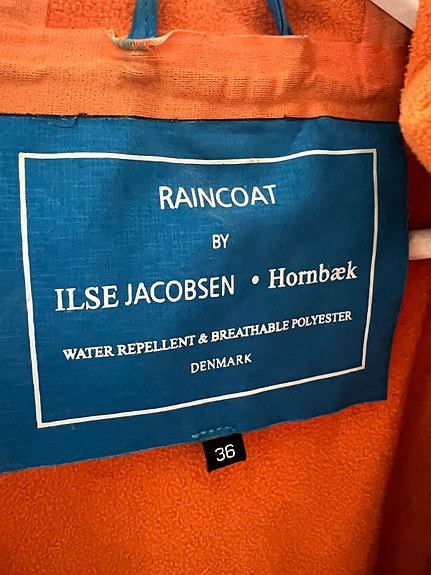 RAINCOAT
BY
ILSE JACOBSEN • Hornbæk
WATER REPELLENT & BREATHABLE POLYESTER
DENMARK
36